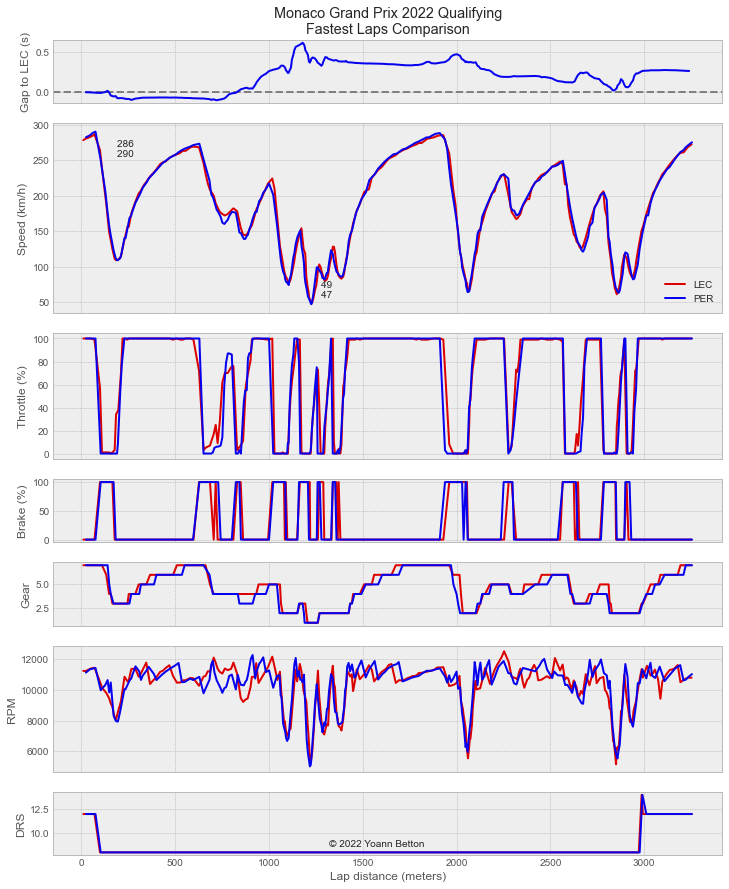 Monaco Grand Prix 2022 Qualifying
Fastest Laps Comparison
Gap to LEC (s)
0.5
0.0
Speed (km/h)
300
250
200
150
100
50
286
290
49
47
LEC
PER
Throttle (%)
100
80
60
40
20
0
Brake (%)
100
50
0
Gear
5.0
2.5
RPM
12000
10000
8000
6000
DRS
12.5
10.0
© 2022 Yoann Betton
0 500 1000 1500 2000 2500 3000
Lap distance (meters)